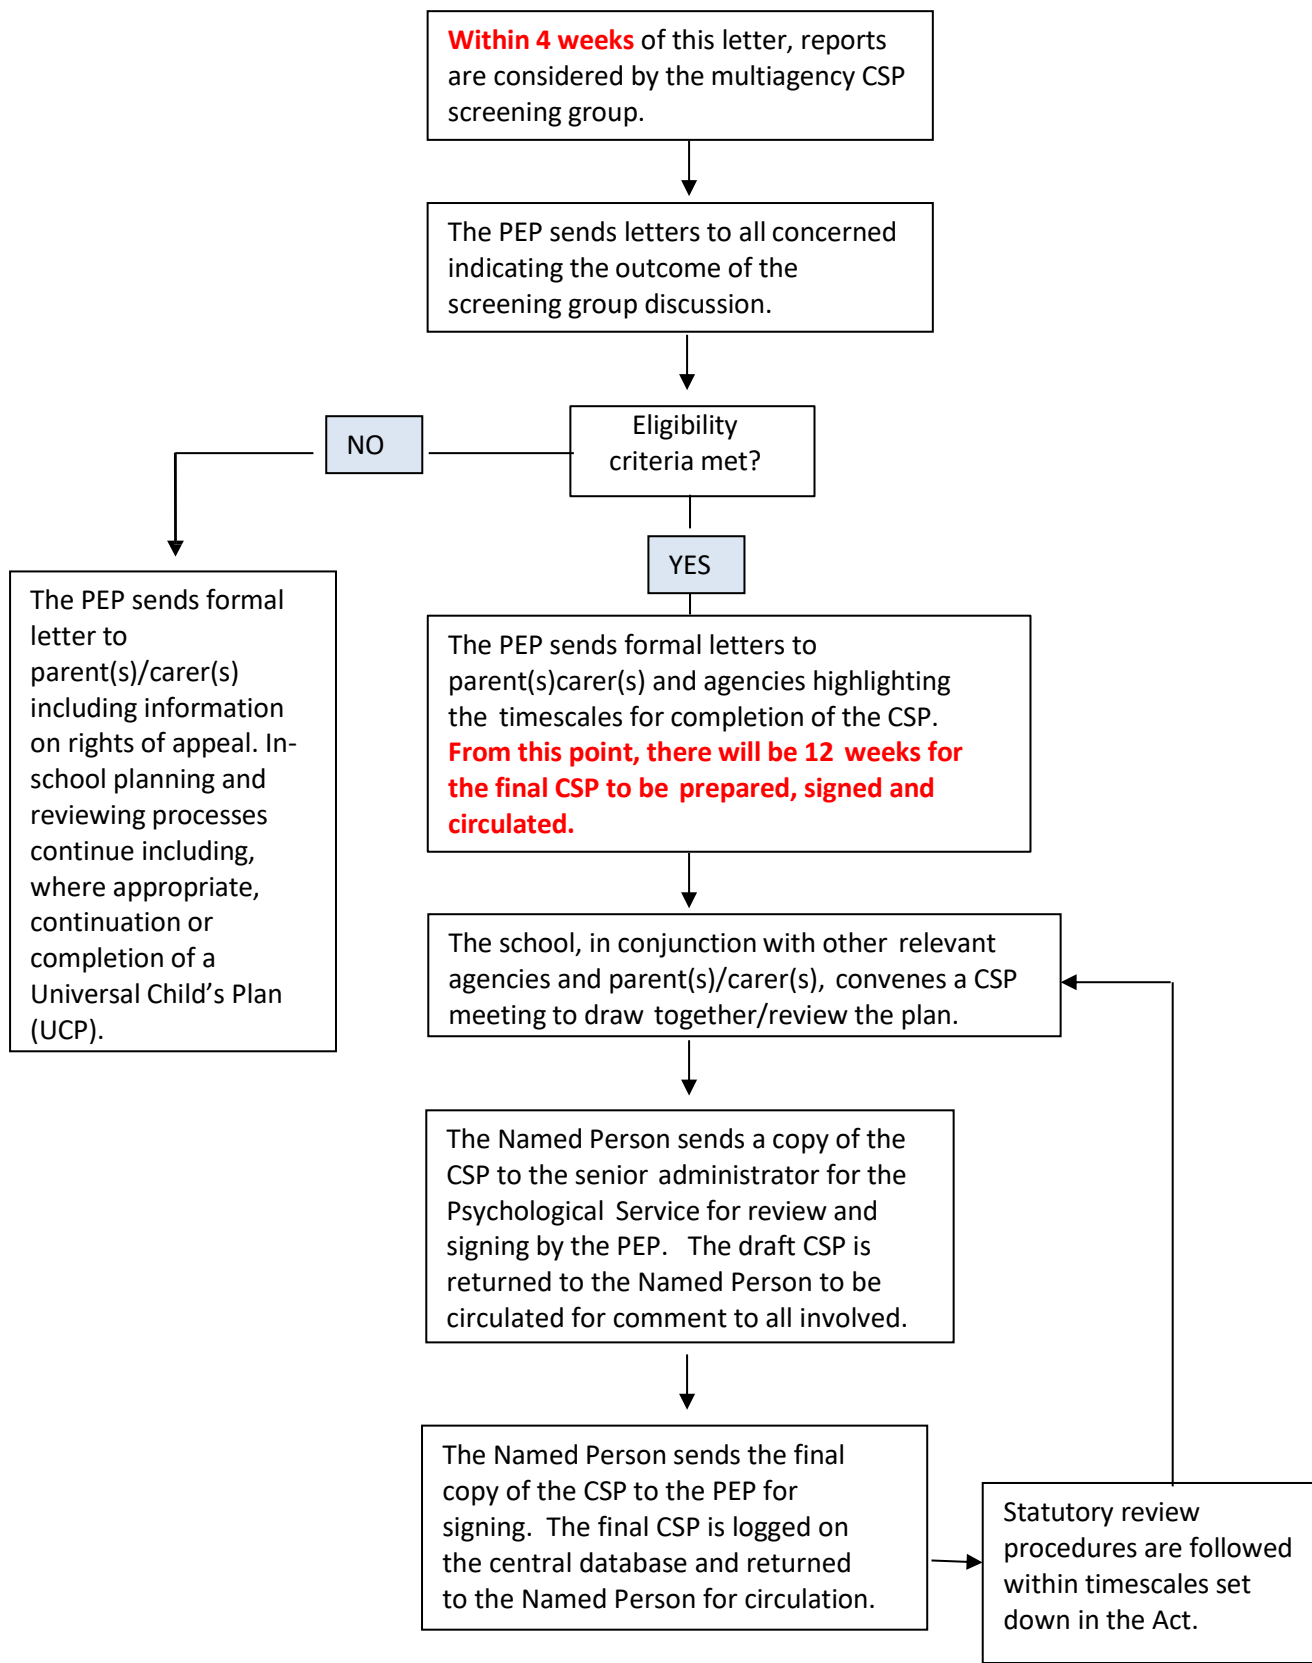 Within 4 weeks of this letter, reports
are considered by the multiagency CSP
screening group.
The PEP sends letters to all concerned
indicating the outcome of the
screening group discussion.
Eligibility
criteria met?
NO
YES
The PEP sends formal
letter to
parent(s)/carer(s)
including information
on rights of appeal. In-
school planning and
reviewing processes
continue including,
where appropriate,
continuation or
completion of a
Universal Child’s Plan
(UCP).
The PEP sends formal letters to
parent(s)carer(s) and agencies highlighting
the timescales for completion of the CSP.
From this point, there will be 12 weeks for
the final CSP to be prepared, signed and
circulated.
The school, in conjunction with other relevant
agencies and parent(s)/carer(s), convenes a CSP
meeting to draw together/review the plan.
The Named Person sends a copy of the
CSP to the senior administrator for the
Psychological Service for review and
signing by the PEP. The draft CSP is
returned to the Named Person to be
circulated for comment to all involved.
The Named Person sends the final
copy of the CSP to the PEP for
signing. The final CSP is logged on
the central database and returned
to the Named Person for circulation.
Statutory review
procedures are followed
within timescales set
down in the Act.